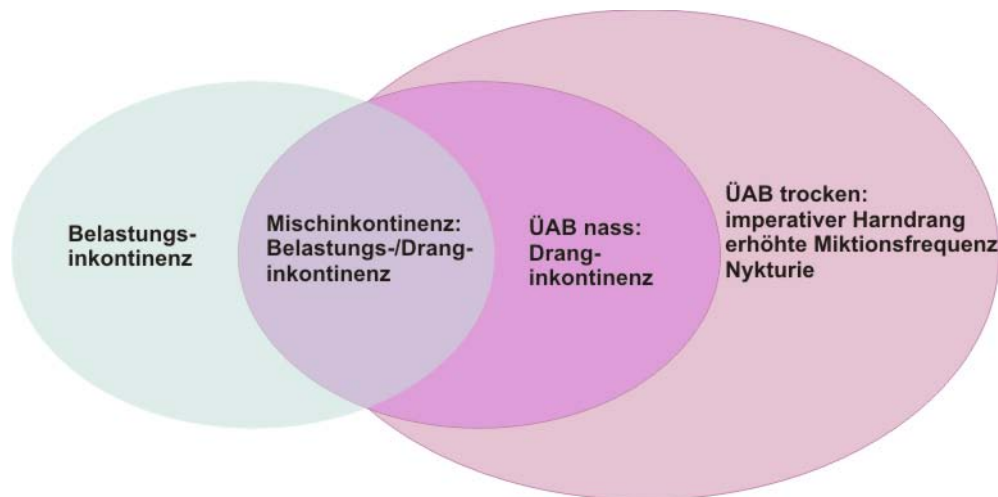 Belastungs-
inkontinenz
Mischinkontinenz:
Belastungs-/Drang-
inkontinenz
ÜAB nass:
Drang-
inkontinenz
ÜAB trocken:
imperativer Harndrang
erhöhte Miktionsfrequenz
Nykturie